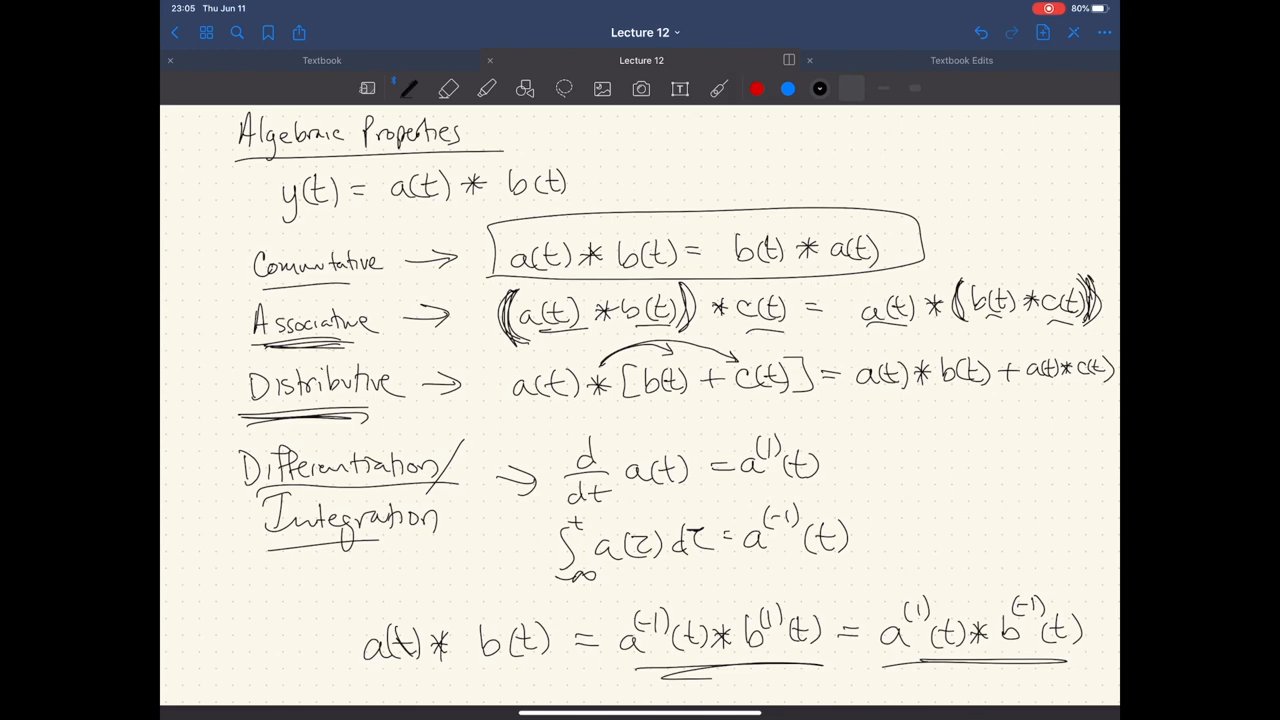 23:05 Thu Jun 11
80%
Lecture 12
Textbook
Lecture 12
Textbook Edits
Algebraic Properties
y(t) = a(t) * b(t)
Commutative → a(t) * b(t) = b(t) * a(t)
Associative → (a(t) * b(t)) * c(t) = a(t) * (b(t) * c(t))
Distributive → a(t) * [b(t) + c(t)] = a(t) * b(t) + a(t) * c(t)
Differentiation/ → d/dt a(t) = a^(1)(t)
Integration ∫_{-∞}^{t} a(τ) dτ = a^(-1)(t)
a(t) * b(t) = a^(-1)(t) * b^(1)(t) = a^(1)(t) * b^(-1)(t)